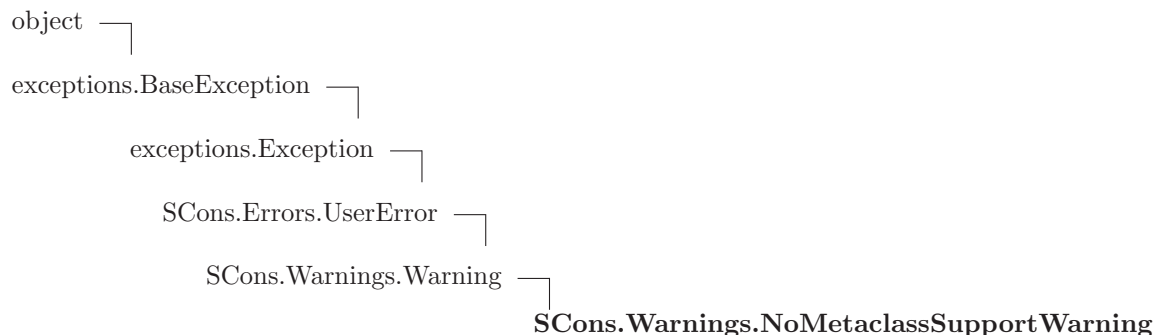 object
exceptions.BaseException
exceptions.Exception
SCons.Errors.UserError
SCons.Warnings.Warning
SCons.Warnings.NoMetaclassSupportWarning